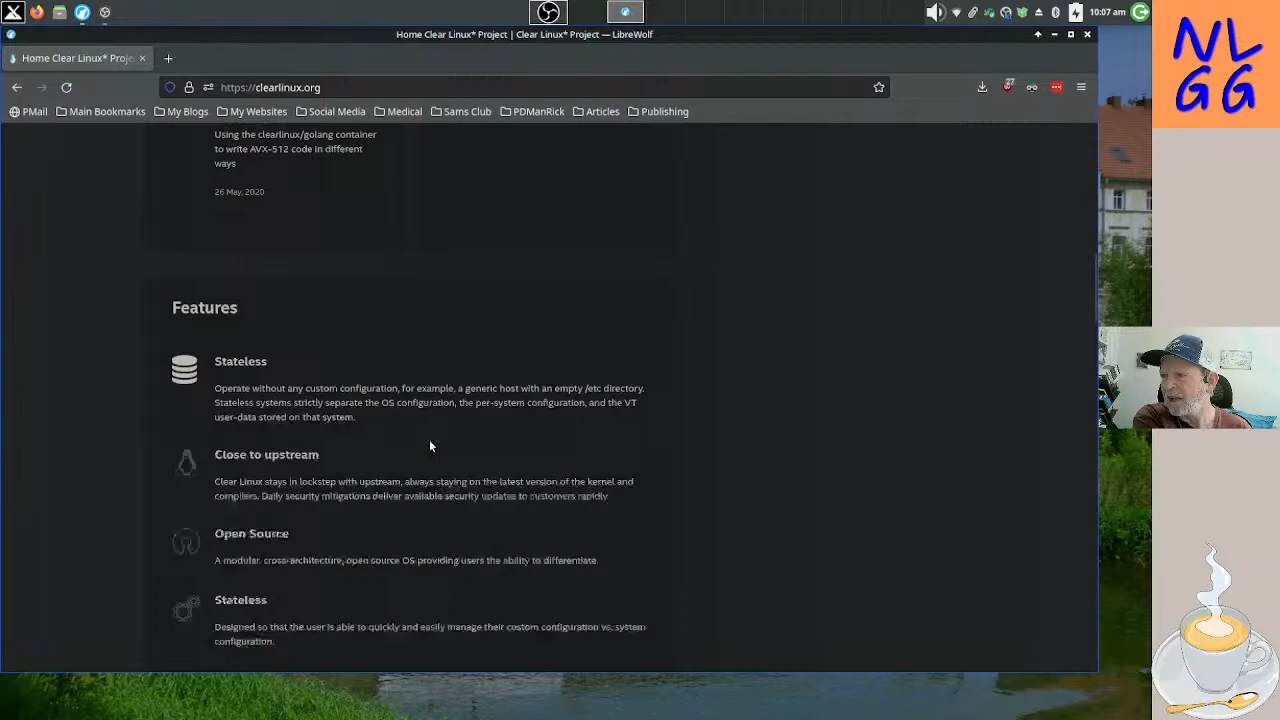 10:07 am
Home Clear Linux* Project | Clear Linux* Project — LibreWolf
Home Clear Linux* Proje
https://clearlinux.org
27
PMail
Main Bookmarks
My Blogs
My Websites
Social Media
Medical
Sams Club
PDManRick
Articles
Publishing
Using the clearlinux/golang container
to write AVX-512 code in different
ways
26 May, 2020
Features
Stateless
Operate without any custom configuration, for example, a generic host with an empty /etc directory.
Stateless systems strictly separate the OS configuration, the per-system configuration, and the VT
user-data stored on that system.
Close to upstream
Clear Linux stays in lockstep with upstream, always staying on the latest version of the kernel and
compilers. Daily security mitigations deliver available security updates to customers rapidly
Open Source
A modular cross-architecture, open source OS providing users the ability to differentiate
Stateless
Designed so that the user is able to quickly and easily manage their custom configuration vs. system
configuration.
NL
GG